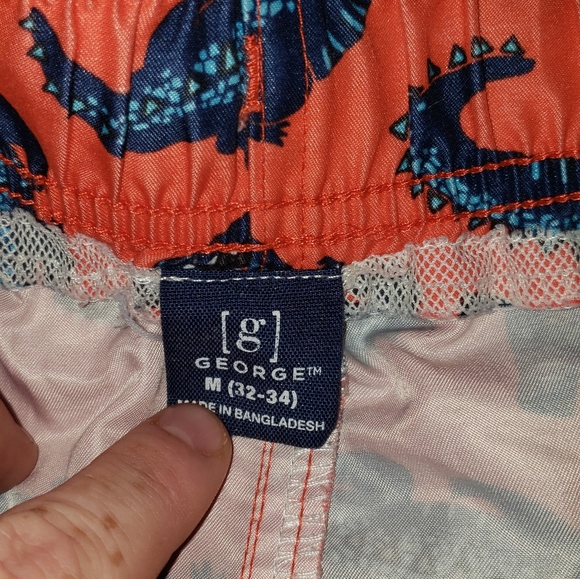 [g]
GEORGE™
M (32-34)
MADE IN BANGLADESH